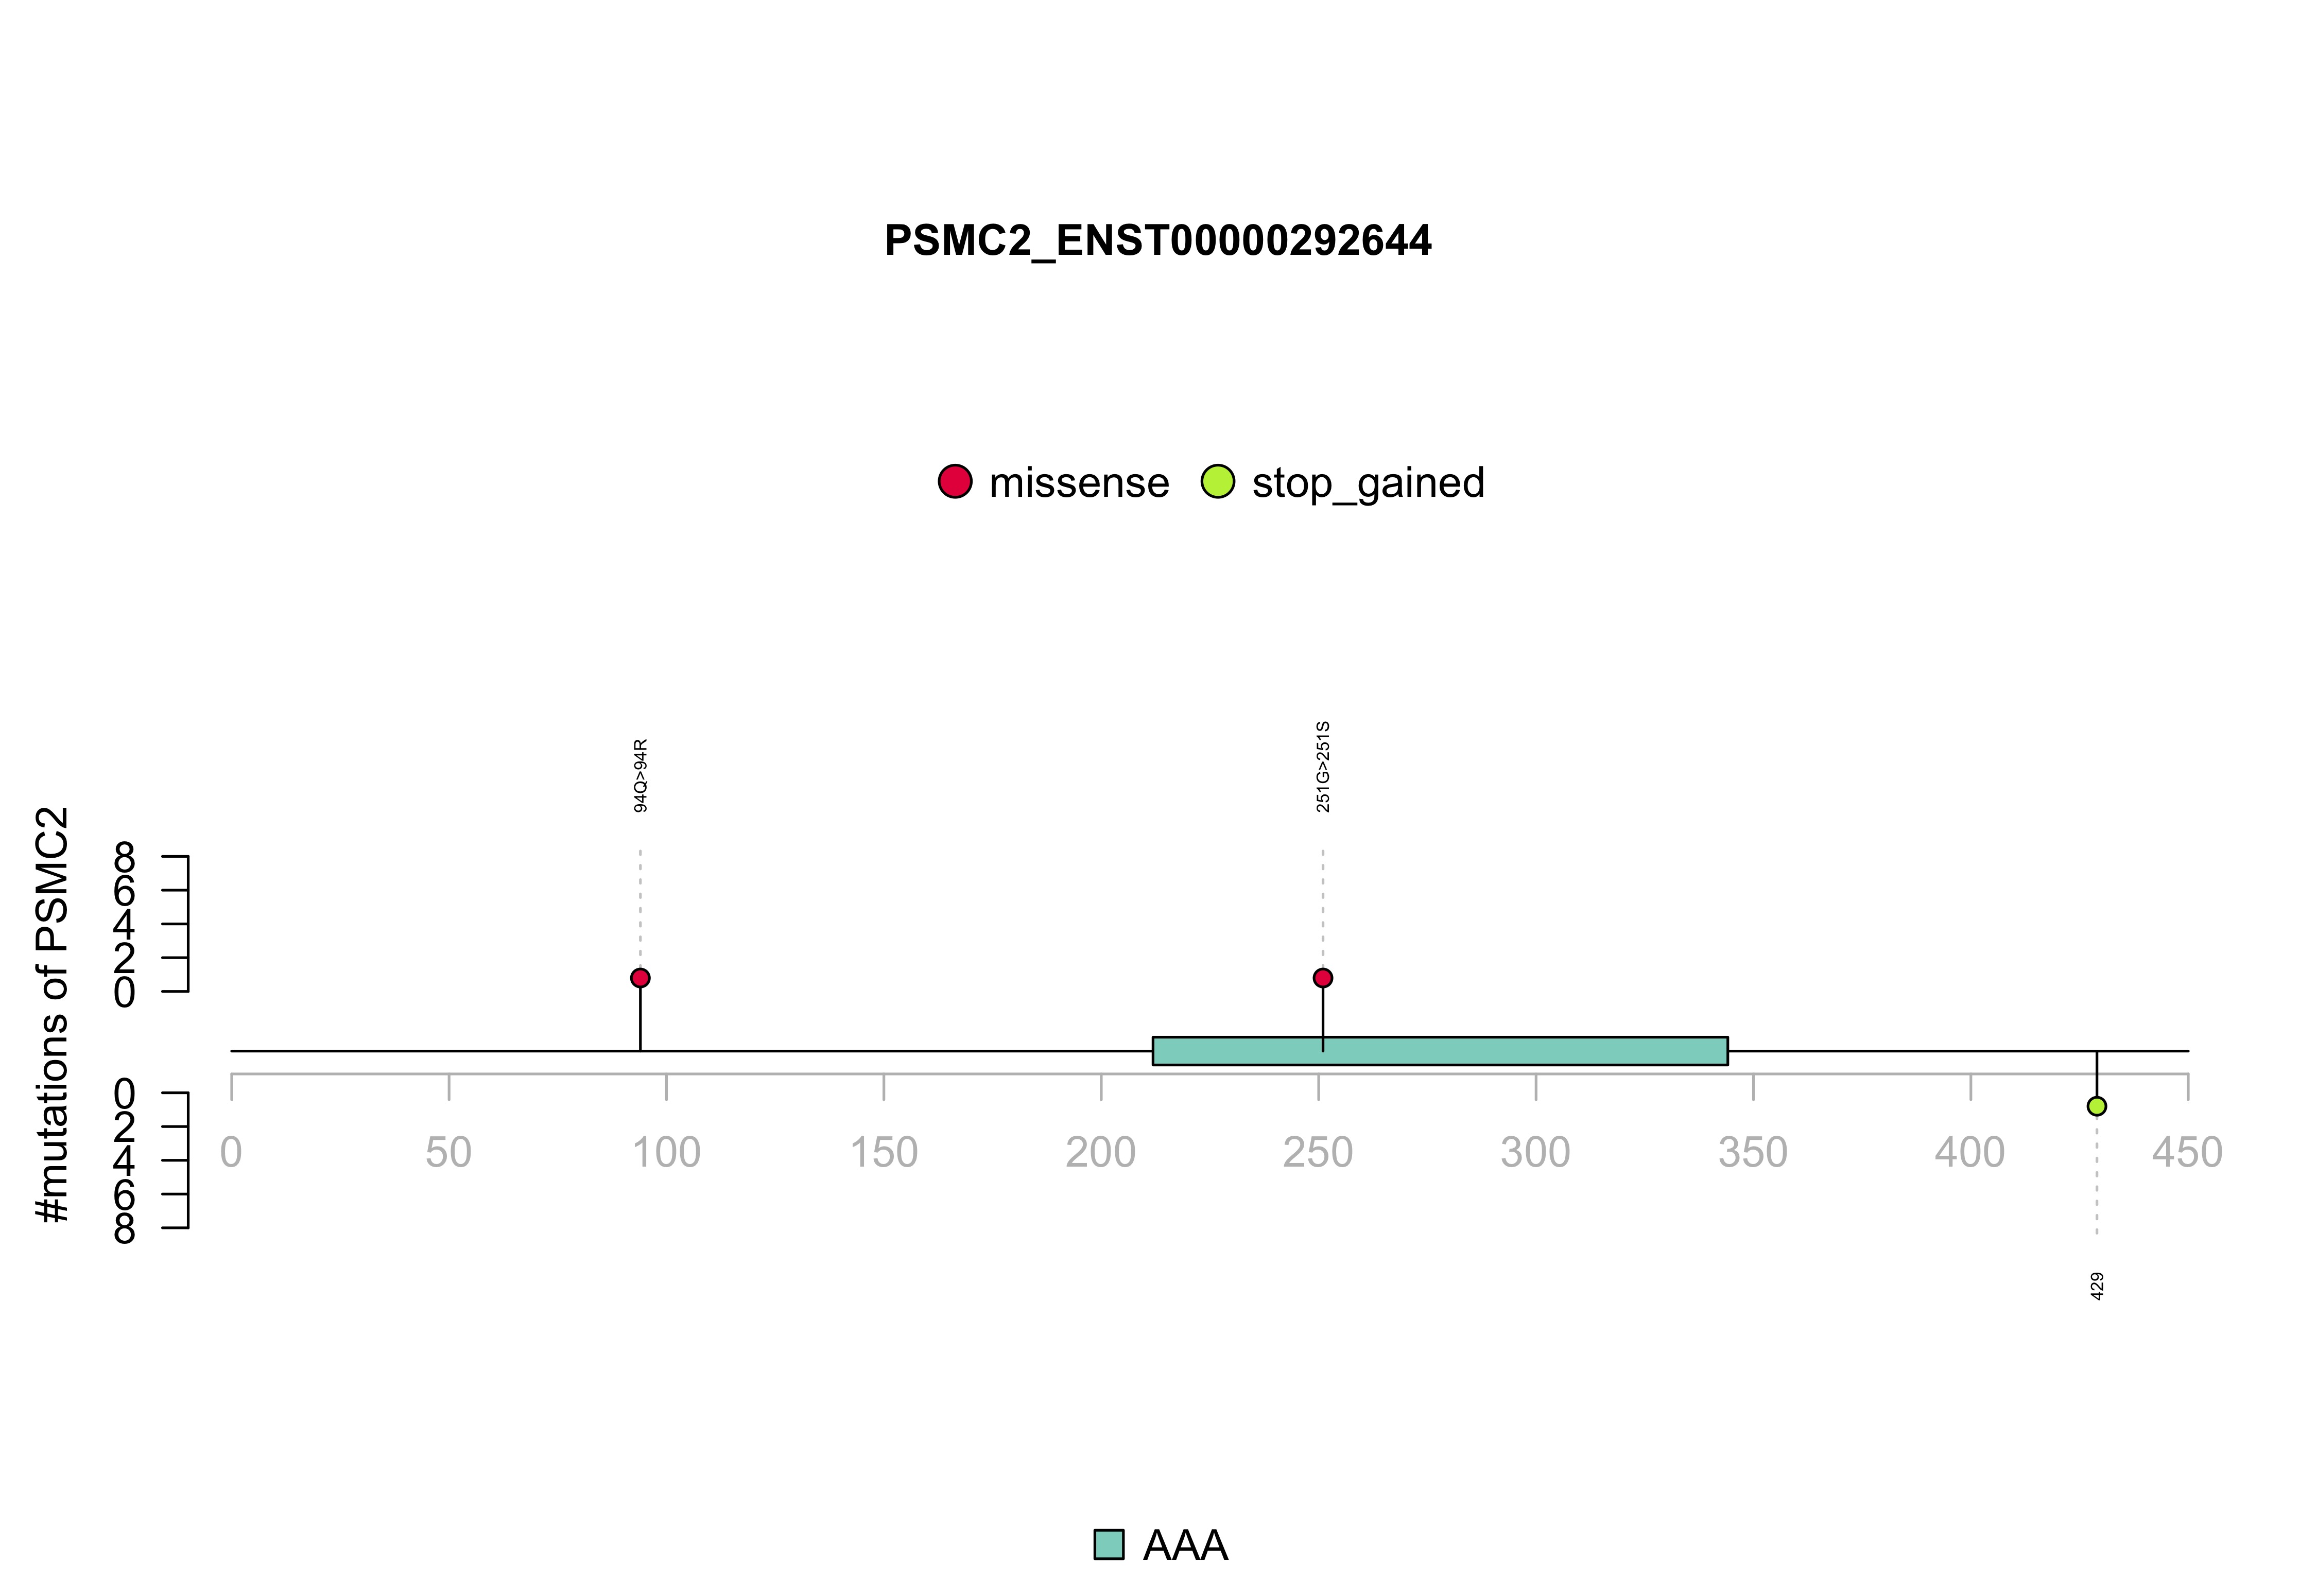 PSMC2_ENST00000292644
missense stop_gained
94Q>94R
251G>251S
#mutations of PSMC2
8
6
4
2
0
0
2
4
6
8
0 50 100 150 200 250 300 350 400 450
429
AAA